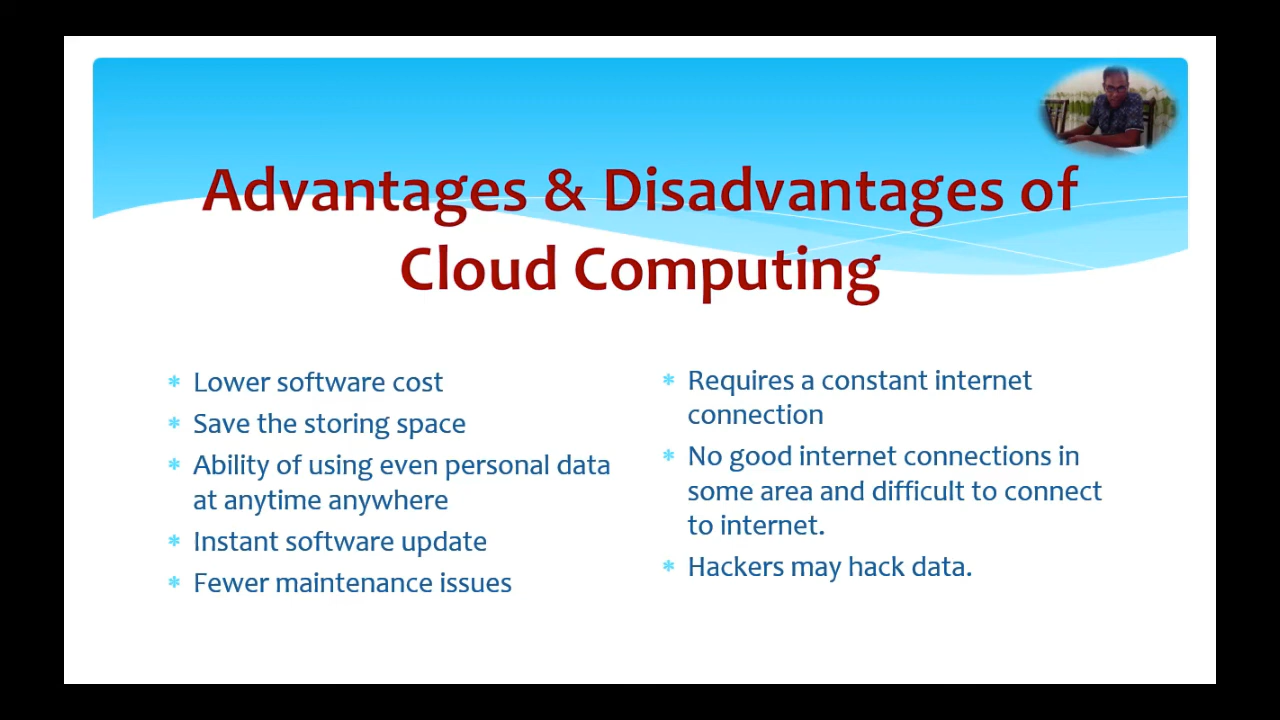 Advantages & Disadvantages of
Cloud Computing
* Lower software cost
* Save the storing space
* Ability of using even personal data
at anytime anywhere
* Instant software update
* Fewer maintenance issues
* Requires a constant internet
connection
* No good internet connections in
some area and difficult to connect
to internet.
* Hackers may hack data.